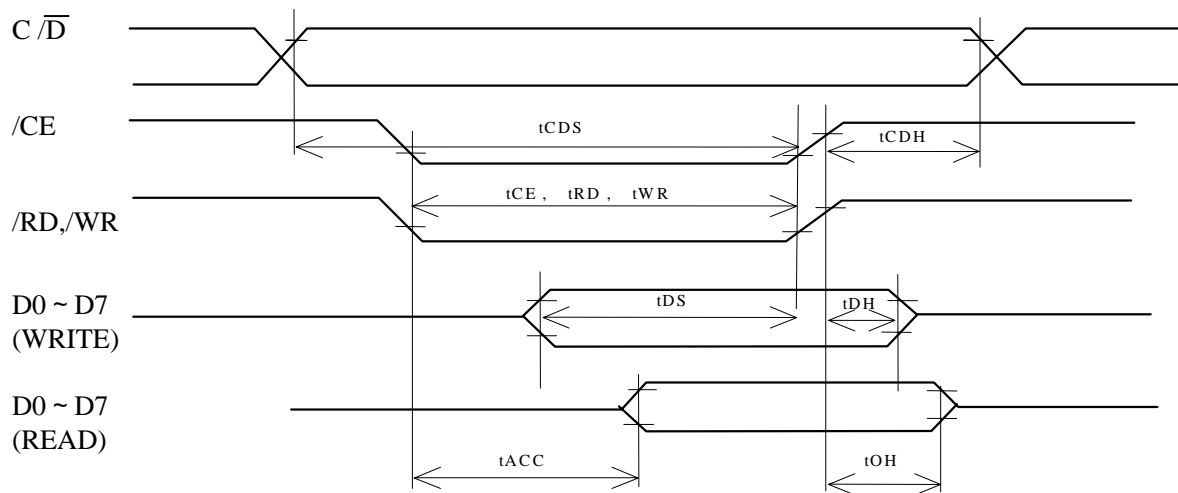 C /D̅
/CE
tCDS
tCDH
tCE , tRD , tWR
/RD,/WR
D0 ~ D7
(WRITE)
tDS
tDH
D0 ~ D7
(READ)
tACC
tOH